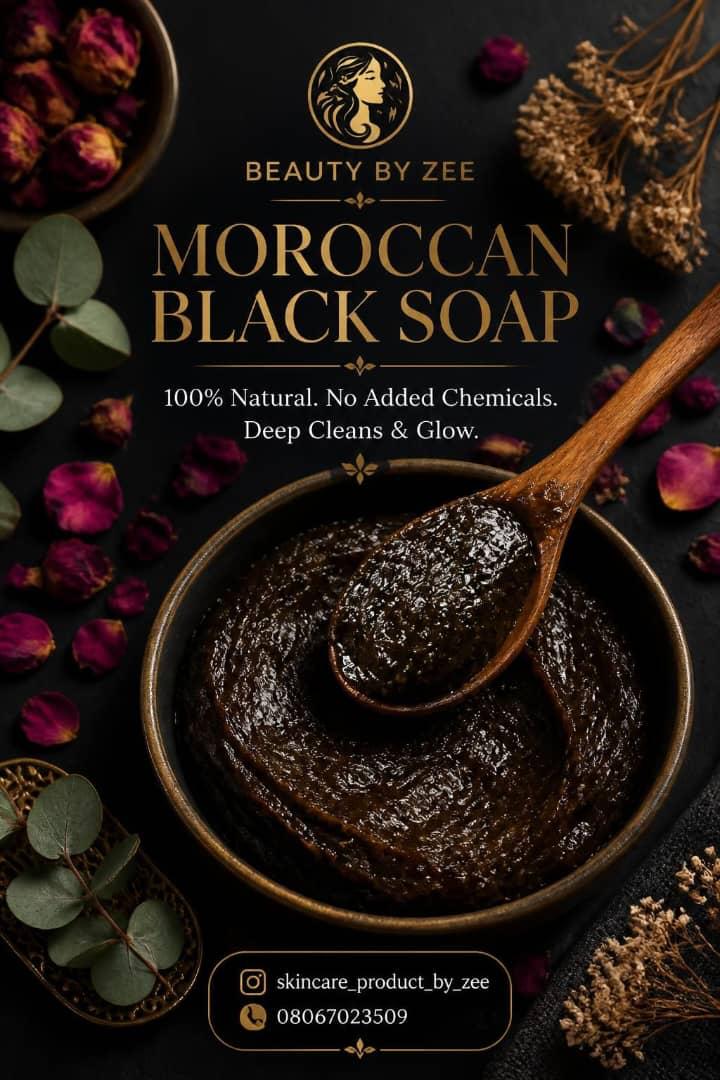 BEAUTY BY ZEE
MOROCCAN
BLACK SOAP
100% Natural. No Added Chemicals.
Deep Cleans & Glow.
skincare_product_by_zee
08067023509